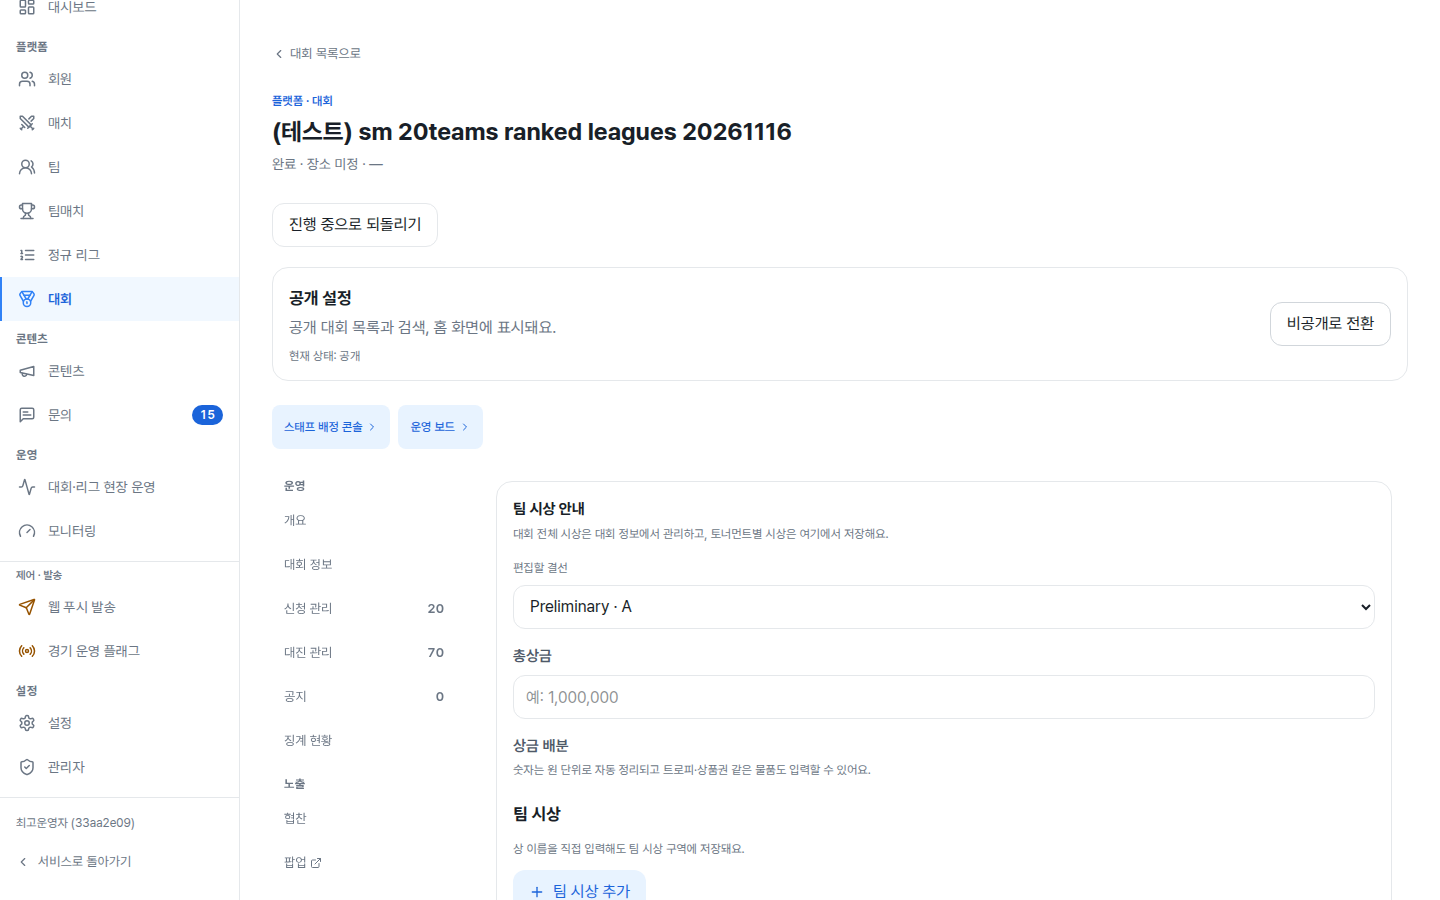 대시보드
플랫폼
회원
매치
팀
팀매치
정규 리그
대회
콘텐츠
콘텐츠
문의 15
운영
대회·리그 현장 운영
모니터링
제어 · 발송
웹 푸시 발송
경기 운영 플래그
설정
설정
관리자
최고운영자 (33aa2e09)
서비스로 돌아가기
대회 목록으로
플랫폼 · 대회
(테스트) sm 20teams ranked leagues 20261116
완료 · 장소 미정 · —
진행 중으로 되돌리기
공개 설정
공개 대회 목록과 검색, 홈 화면에 표시돼요.
현재 상태: 공개
비공개로 전환
스태프 배정 콘솔
운영 보드
운영
개요
대회 정보
신청 관리 20
대진 관리 70
공지 0
징계 현황
노출
협찬
팝업
팀 시상 안내
대회 전체 시상은 대회 정보에서 관리하고, 토너먼트별 시상은 여기에서 저장해요.
편집할 결선
Preliminary · A
총상금
예: 1,000,000
상금 배분
숫자는 원 단위로 자동 정리되고 트로피·상품권 같은 물품도 입력할 수 있어요.
팀 시상
상 이름을 직접 입력해도 팀 시상 구역에 저장돼요.
팀 시상 추가